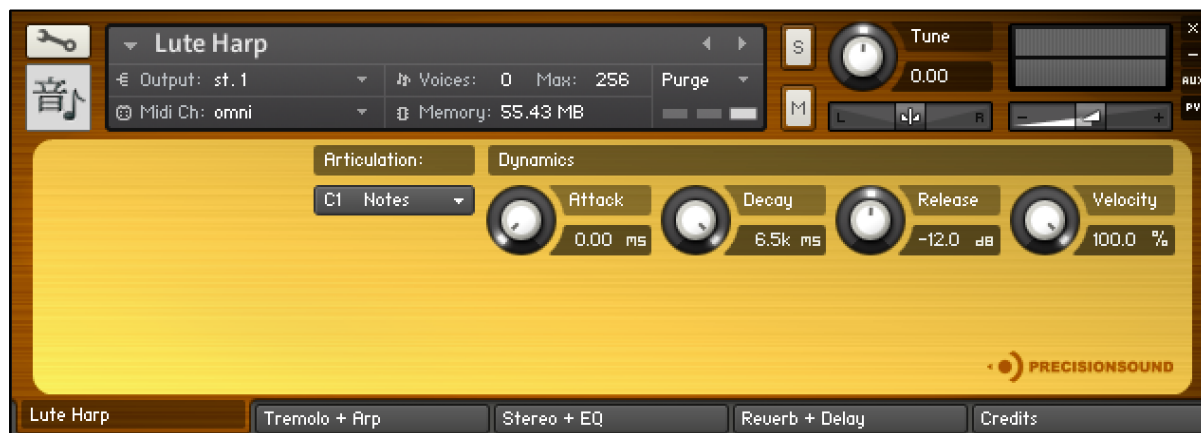 Lute Harp
S
Tune
Output: st. 1
Voices: 0 Max: 256
Purge
0.00
AUX
音
Midi Ch: omni
Memory: 55.43 MB
M
L
R
-
+
PV
Articulation:
Dynamics
C1 Notes
Attack
Decay
Release
Velocity
0.00 ms
6.5k ms
-12.0 dB
100.0 %
PRECISIONSOUND
Lute Harp
Tremolo + Arp
Stereo + EQ
Reverb + Delay
Credits